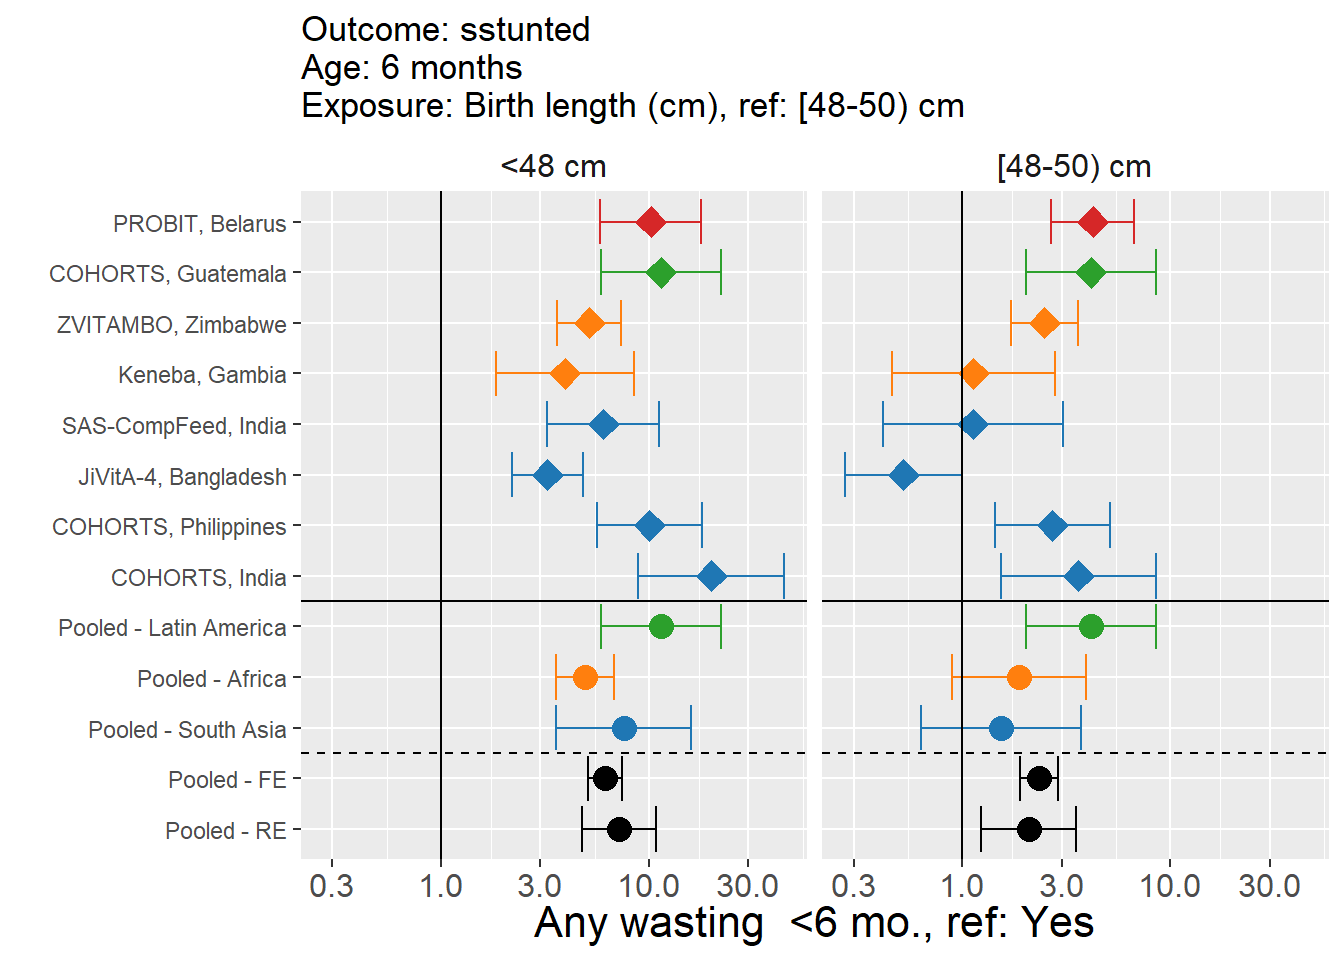 Outcome: sstunted
Age: 6 months
Exposure: Birth length (cm), ref: [48-50) cm
<48 cm
[48-50) cm
PROBIT, Belarus
COHORTS, Guatemala
ZVITAMBO, Zimbabwe
Keneba, Gambia
SAS-CompFeed, India
JiVitA-4, Bangladesh
COHORTS, Philippines
COHORTS, India
Pooled - Latin America
Pooled - Africa
Pooled - South Asia
Pooled - FE
Pooled - RE
0.3 1.0 3.0 10.0 30.0 0.3 1.0 3.0 10.0 30.0
Any wasting  <6 mo., ref: Yes